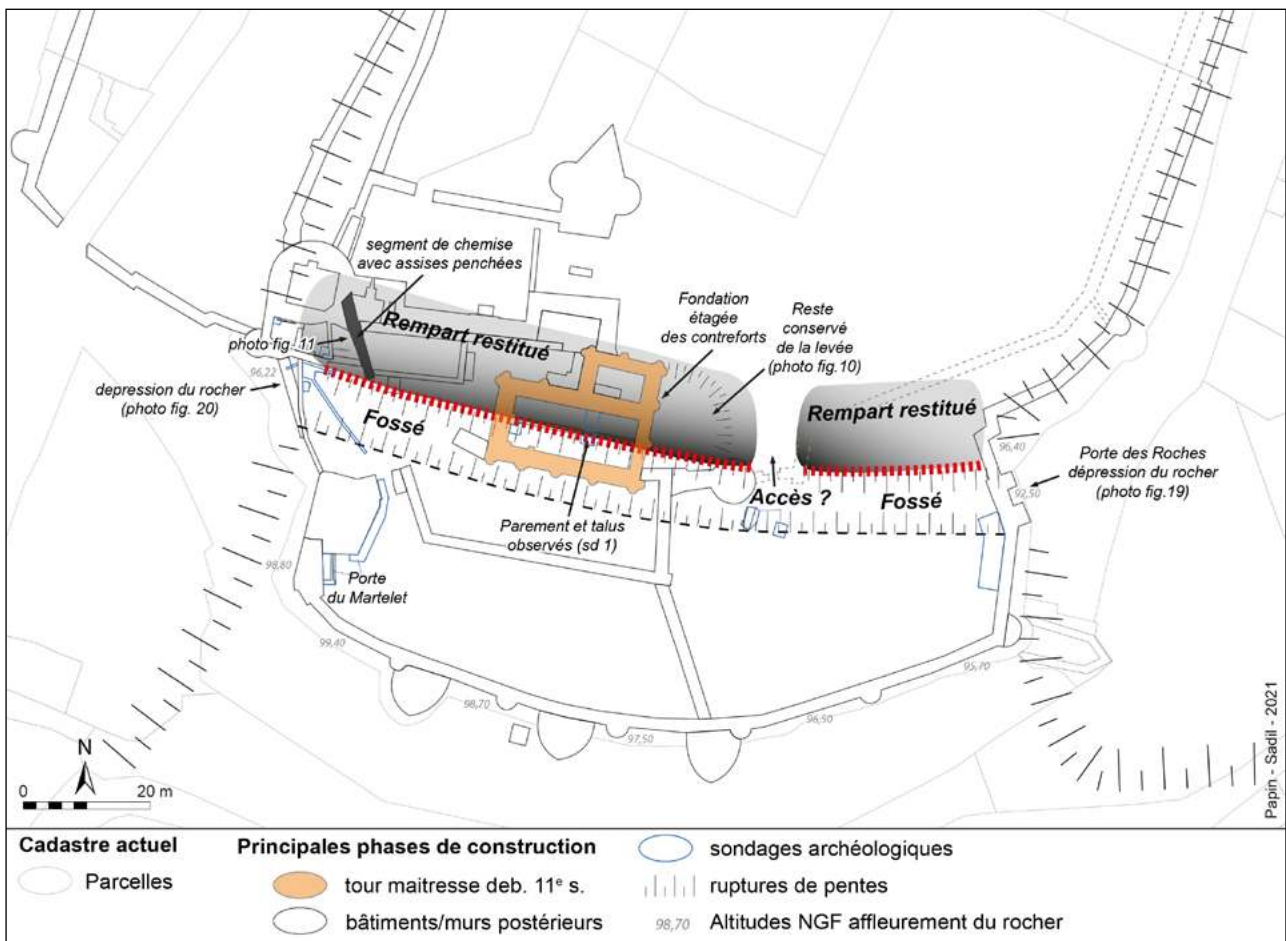 segment de chemise
avec assises penchées
Fondation
étagée
des contreforts
Reste
conservé
de la levée
(photo fig.10)
Rempart restitué
photo fig. 11
96,22
depression du rocher
(photo fig. 20)
Fossé
Rempart restitué
96,40
Porte des Roches
dépression du rocher
(photo fig.19)
92,50
Accès ?
Fossé
Parement et talus
observés (sd 1)
98,80
Porte
du Martelet
99,40
98,70
97,50
96,50
95,70
N
0 20 m
Papin - Sadil - 2021
Cadastre actuel
Parcelles
Principales phases de construction
tour maitresse deb. 11e s.
bâtiments/murs postérieurs
sondages archéologiques
ruptures de pentes
98,70 Altitudes NGF affleurement du rocher